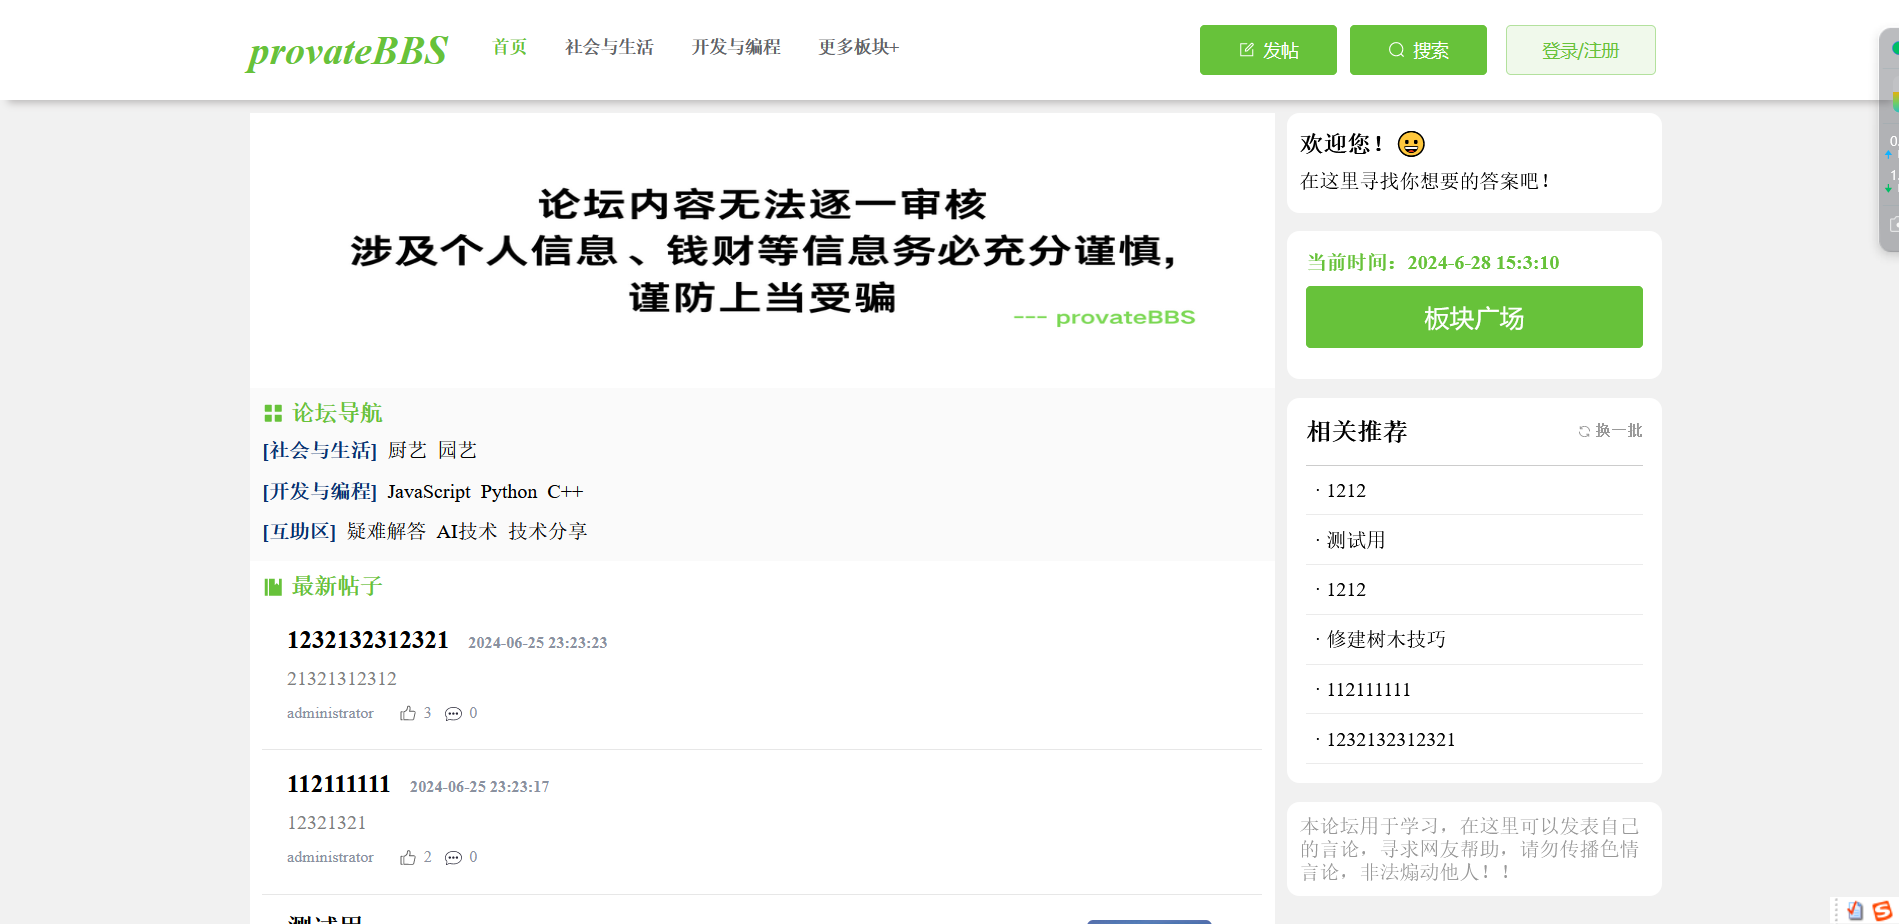 provateBBS 首页 社会与生活 开发与编程 更多板块+ 发帖 搜索 登录/注册
论坛内容无法逐一审核
涉及个人信息、钱财等信息务必充分谨慎,
谨防上当受骗
--- provateBBS
论坛导航
[社会与生活] 厨艺 园艺
[开发与编程] JavaScript Python C++
[互助区] 疑难解答 AI技术 技术分享
最新帖子
1232132312321 2024-06-25 23:23:23
21321312312
administrator 3 0
112111111 2024-06-25 23:23:17
12321321
administrator 2 0
测试用
欢迎您！
在这里寻找你想要的答案吧！
当前时间：2024-6-28 15:3:10
板块广场
相关推荐 换一批
· 1212
· 测试用
· 1212
· 修建树木技巧
· 112111111
· 1232132312321
本论坛用于学习，在这里可以发表自己
的言论，寻求网友帮助，请勿传播色情
言论，非法煽动他人！！